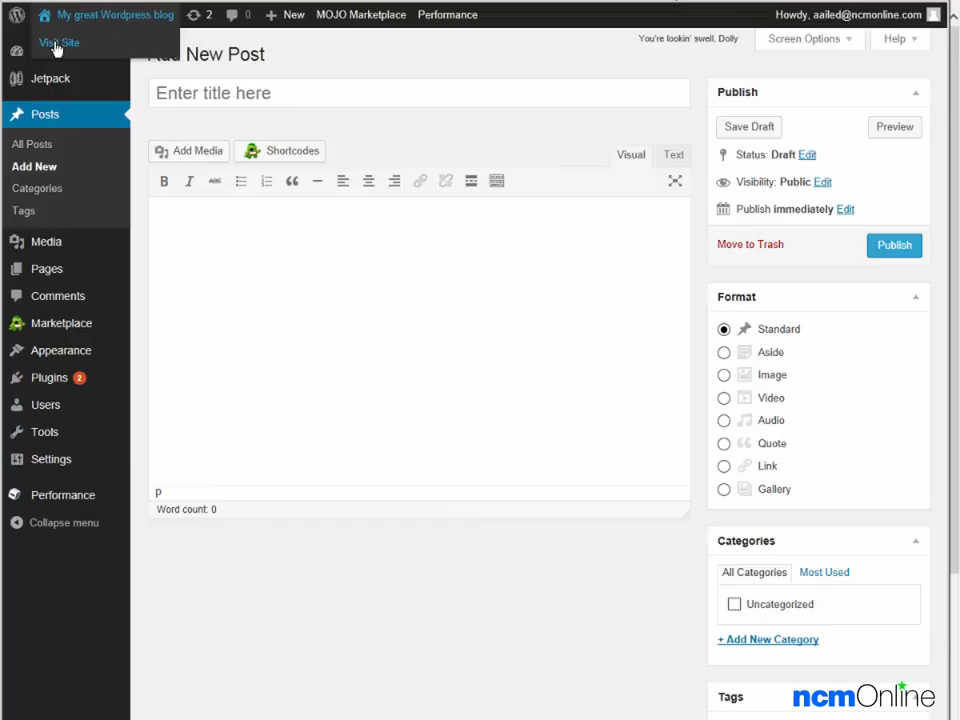 My great Wordpress blog 2 0 New MOJO Marketplace Performance Howdy, aailed@ncmonline.com
Visit Site
You're lookin' swell, Dolly Screen Options Help
Add New Post
Jetpack
Posts
All Posts
Add New
Categories
Tags
Media
Pages
Comments
Marketplace
Appearance
Plugins 2
Users
Tools
Settings
Performance
Collapse menu
Enter title here
Add Media Shortcodes
Visual Text
B I ABC
p
Word count: 0
Publish
Save Draft Preview
Status: Draft Edit
Visibility: Public Edit
Publish immediately Edit
Move to Trash Publish
Format
Standard
Aside
Image
Video
Audio
Quote
Link
Gallery
Categories
All Categories Most Used
Uncategorized
+ Add New Category
Tags
ncmOnline